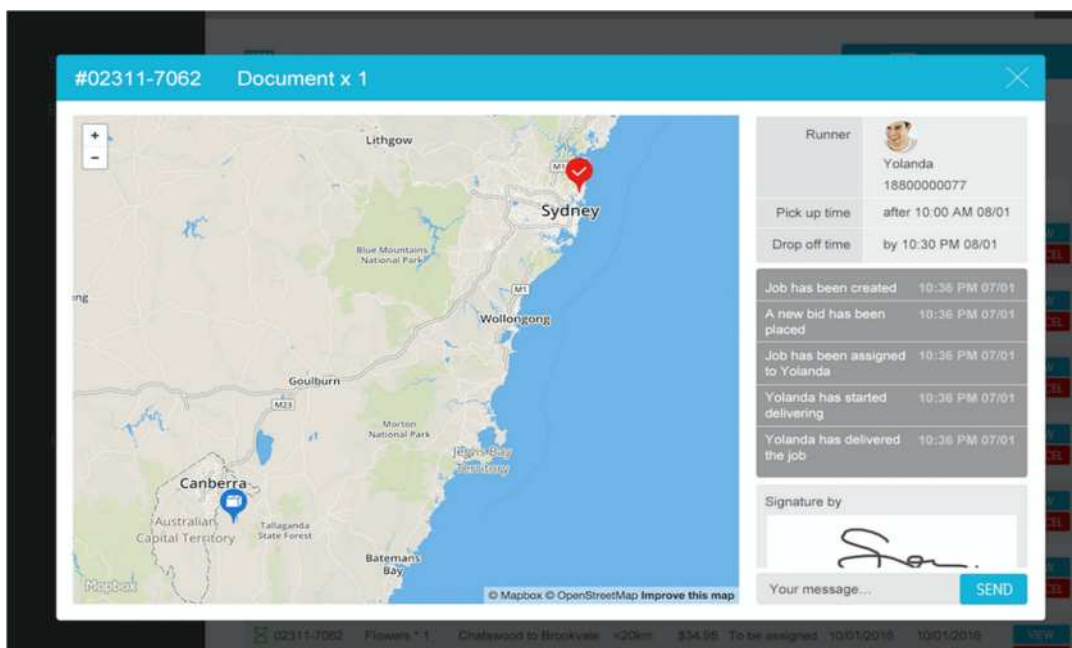 #02311-7062 Document x 1
+
−
Lithgow
M1
Sydney
Blue Mountains
National Park
M1
Wollongong
Goulburn
M23
Morton
National Park
Jervis Bay
Territory
Canberra
Australian
Capital Territory
Tallaganda
State Forest
Batemans
Bay
Mapbox
© Mapbox © OpenStreetMap Improve this map
Runner
Yolanda
18800000077
Pick up time after 10:00 AM 08/01
Drop off time by 10:30 PM 08/01
Job has been created 10:36 PM 07/01
A new bid has been 10:36 PM 07/01
placed
Job has been assigned 10:36 PM 07/01
to Yolanda
Yolanda has started 10:36 PM 07/01
delivering
Yolanda has delivered 10:36 PM 07/01
the job
Signature by
Your message... SEND
02311-7062 Flowers * 1 Chatswood to Brookvale <20km $34.95 To be assigned 10/01/2016 10/01/2016 VIEW